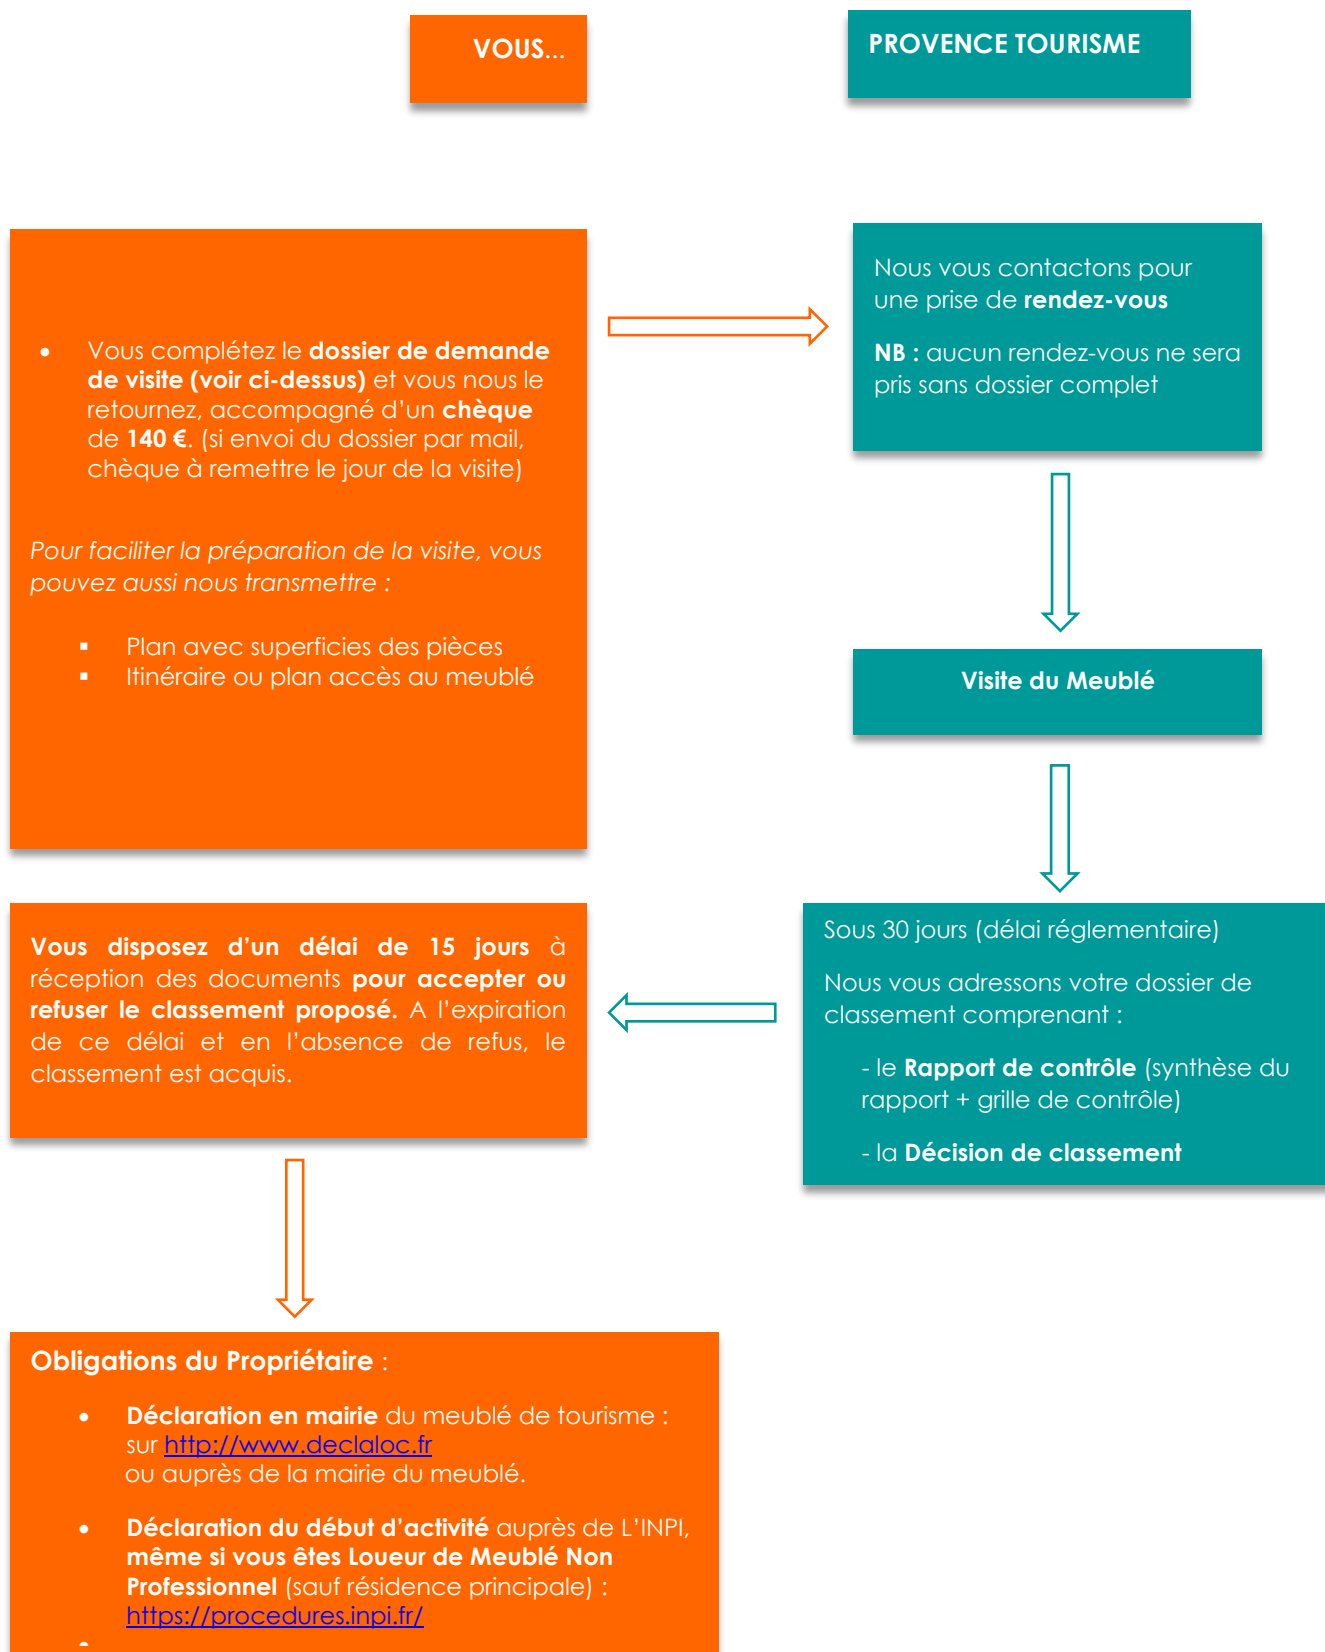 VOUS...
PROVENCE TOURISME
• Vous complétez le dossier de demande
de visite (voir ci-dessus) et vous nous le
retournez, accompagné d’un chèque
de 140 €. (si envoi du dossier par mail,
chèque à remettre le jour de la visite)
Pour faciliter la préparation de la visite, vous
pouvez aussi nous transmettre :
▪ Plan avec superficies des pièces
▪ Itinéraire ou plan accès au meublé
Nous vous contactons pour
une prise de rendez-vous
NB : aucun rendez-vous ne sera
pris sans dossier complet
Visite du Meublé
Sous 30 jours (délai réglementaire)
Nous vous adressons votre dossier de
classement comprenant :
- le Rapport de contrôle (synthèse du
rapport + grille de contrôle)
- la Décision de classement
Vous disposez d’un délai de 15 jours à
réception des documents pour accepter ou
refuser le classement proposé. A l’expiration
de ce délai et en l’absence de refus, le
classement est acquis.
Obligations du Propriétaire :
• Déclaration en mairie du meublé de tourisme :
sur http://www.declaloc.fr
ou auprès de la mairie du meublé.
• Déclaration du début d’activité auprès de L’INPI,
même si vous êtes Loueur de Meublé Non
Professionnel (sauf résidence principale) :
https://procedures.inpi.fr/
•